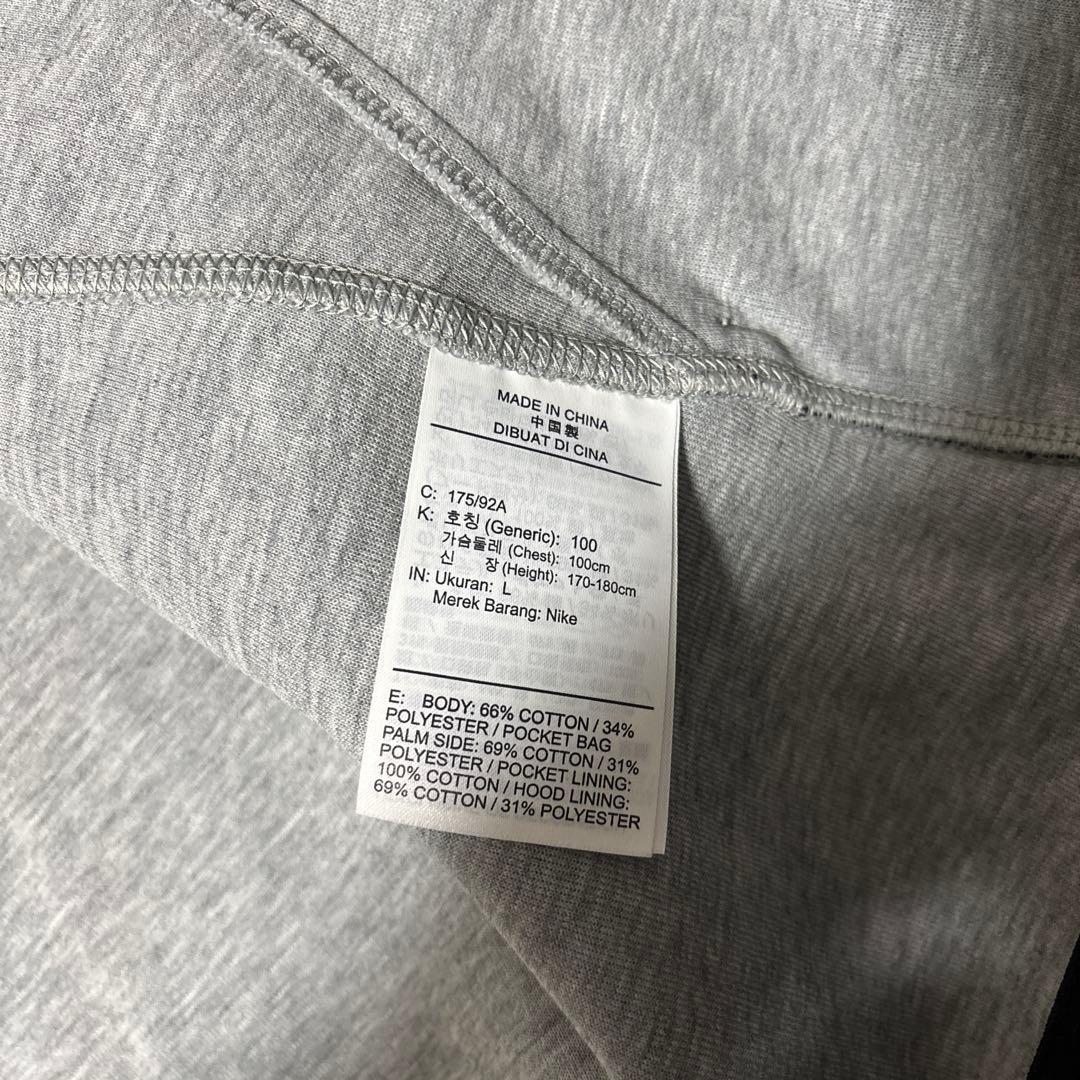 MADE IN CHINA
中国製
DIBUAT DI CINA
C: 175/92A
K: 호칭 (Generic): 100
가슴둘레 (Chest): 100cm
신 장 (Height): 170-180cm
IN: Ukuran: L
Merek Barang: Nike
E: BODY: 66% COTTON / 34%
POLYESTER / POCKET BAG
PALM SIDE: 69% COTTON / 31%
POLYESTER / POCKET LINING:
100% COTTON / HOOD LINING:
69% COTTON / 31% POLYESTER